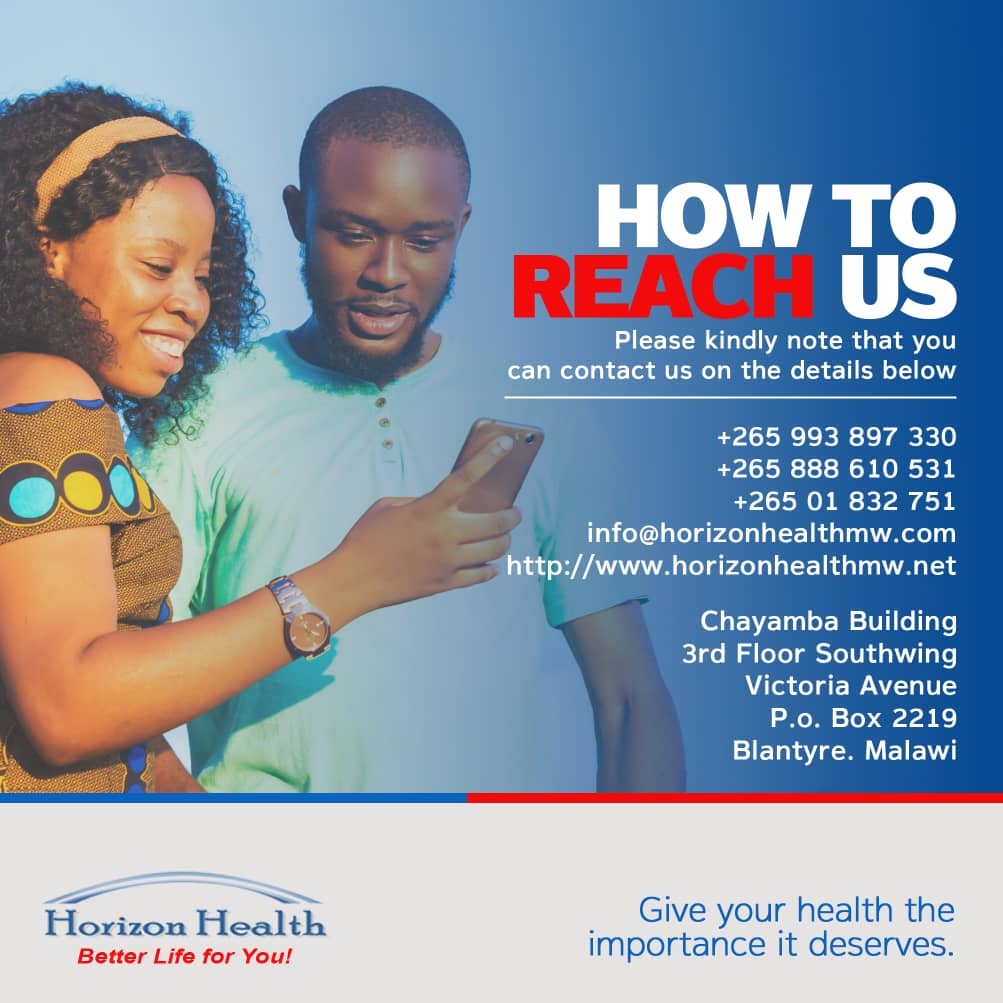 HOW TO
REACH US
Please kindly note that you
can contact us on the details below
+265 993 897 330
+265 888 610 531
+265 01 832 751
info@horizonhealthmw.com
http://www.horizonhealthmw.net
Chayamba Building
3rd Floor Southwing
Victoria Avenue
P.o. Box 2219
Blantyre. Malawi
Horizon Health
Better Life for You!
Give your health the
importance it deserves.